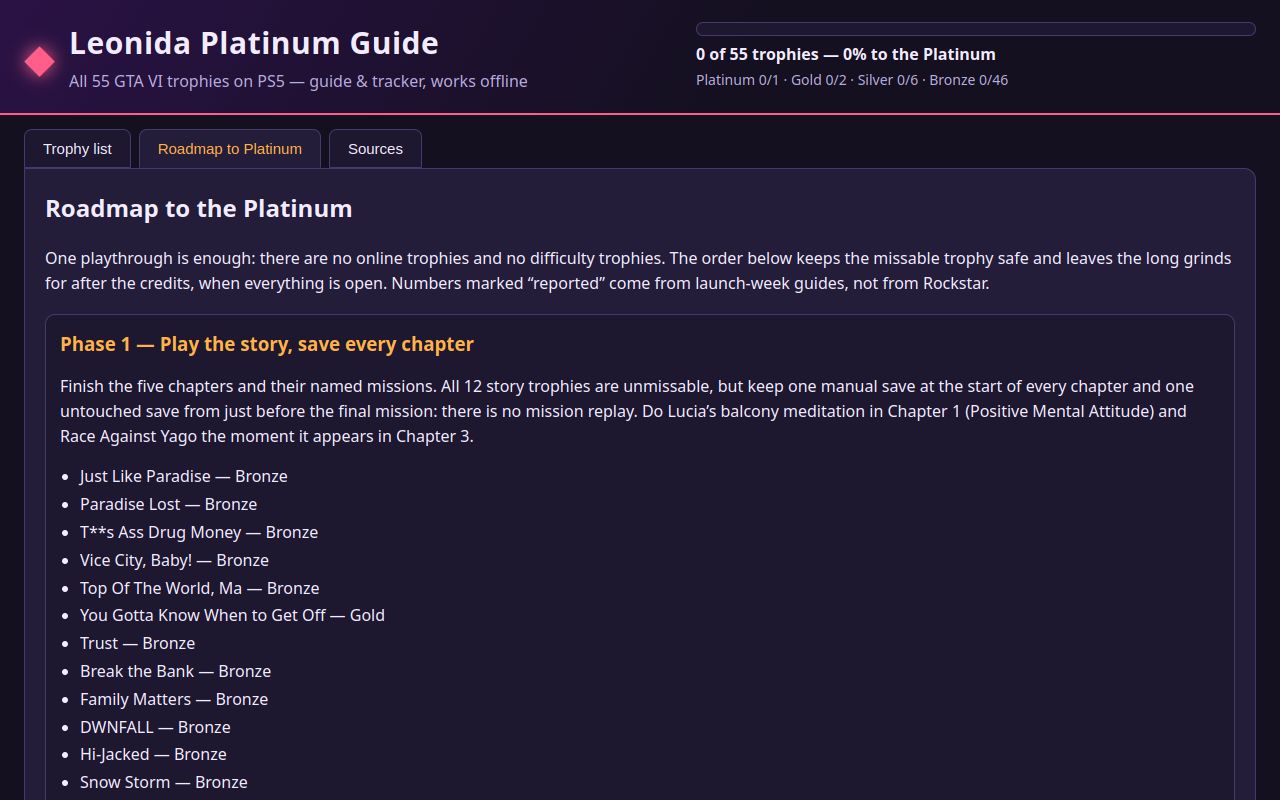 Leonida Platinum Guide
All 55 GTA VI trophies on PS5 — guide & tracker, works offline
0 of 55 trophies — 0% to the Platinum
Platinum 0/1 · Gold 0/2 · Silver 0/6 · Bronze 0/46
Trophy list
Roadmap to Platinum
Sources
Roadmap to the Platinum
One playthrough is enough: there are no online trophies and no difficulty trophies. The order below keeps the missable trophy safe and leaves the long grinds
for after the credits, when everything is open. Numbers marked “reported” come from launch-week guides, not from Rockstar.
Phase 1 — Play the story, save every chapter
Finish the five chapters and their named missions. All 12 story trophies are unmissable, but keep one manual save at the start of every chapter and one
untouched save from just before the final mission: there is no mission replay. Do Lucia’s balcony meditation in Chapter 1 (Positive Mental Attitude) and
Race Against Yago the moment it appears in Chapter 3.
Just Like Paradise — Bronze
Paradise Lost — Bronze
T**s Ass Drug Money — Bronze
Vice City, Baby! — Bronze
Top Of The World, Ma — Bronze
You Gotta Know When to Get Off — Gold
Trust — Bronze
Break the Bank — Bronze
Family Matters — Bronze
DWNFALL — Bronze
Hi-Jacked — Bronze
Snow Storm — Bronze